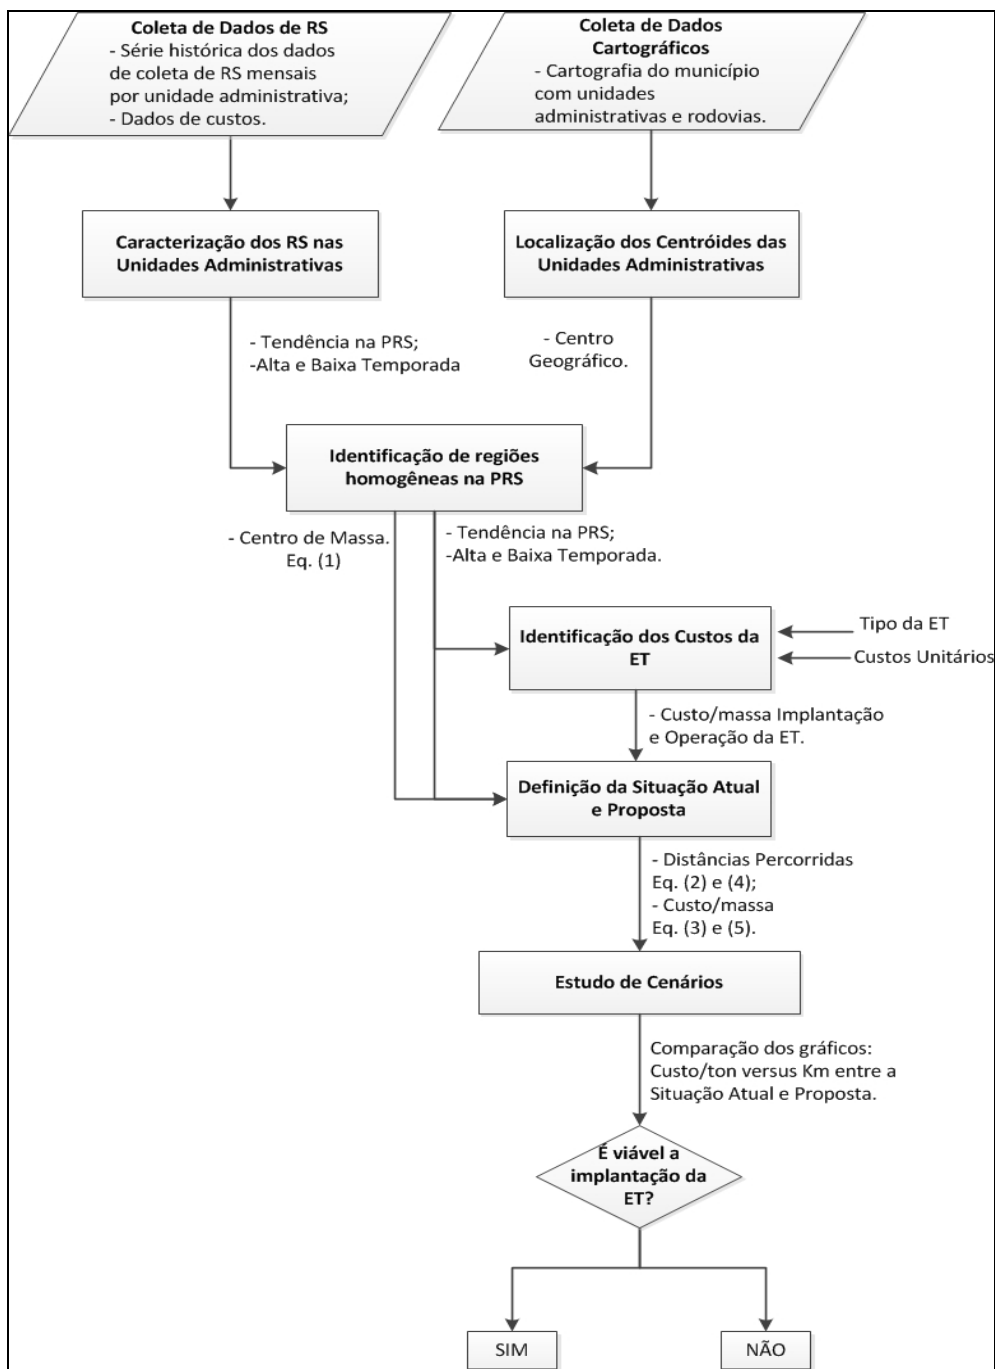 Coleta de Dados de RS
- Série histórica dos dados
de coleta de RS mensais
por unidade administrativa;
- Dados de custos.
Coleta de Dados
Cartográficos
- Cartografia do município
com unidades
administrativas e rodovias.
Caracterização dos RS nas
Unidades Administrativas
Localização dos Centróides das
Unidades Administrativas
- Tendência na PRS;
-Alta e Baixa Temporada
- Centro
Geográfico.
Identificação de regiões
homogêneas na PRS
- Centro de Massa.
Eq. (1)
- Tendência na PRS;
-Alta e Baixa Temporada.
Identificação dos Custos da
ET
Tipo da ET
Custos Unitários
- Custo/massa Implantação
e Operação da ET.
Definição da Situação Atual
e Proposta
- Distâncias Percorridas
Eq. (2) e (4);
- Custo/massa
Eq. (3) e (5).
Estudo de Cenários
Comparação dos gráficos:
Custo/ton versus Km entre a
Situação Atual e Proposta.
É viável a
implantação da
ET?
SIM
NÃO